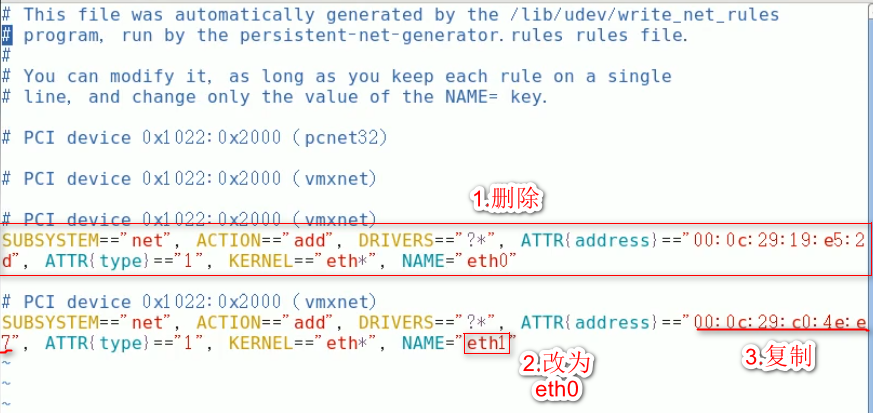 # This file was automatically generated by the /lib/udev/write_net_rules
# program, run by the persistent-net-generator.rules rules file.
#
# You can modify it, as long as you keep each rule on a single
# line, and change only the value of the NAME= key.
# PCI device 0x1022:0x2000 (pcnet32)
# PCI device 0x1022:0x2000 (vmxnet)
1.删除
# PCI device 0x1022:0x2000 (vmxnet)
SUBSYSTEM=="net", ACTION=="add", DRIVERS=="?*", ATTR{address}=="00:0c:29:19:e5:2
d", ATTR{type}=="1", KERNEL=="eth*", NAME="eth0"
# PCI device 0x1022:0x2000 (vmxnet)
SUBSYSTEM=="net", ACTION=="add", DRIVERS=="?*", ATTR{address}=="00:0c:29:c0:4e:e
7", ATTR{type}=="1", KERNEL=="eth*", NAME="eth1"
2.改为
eth0
3.复制
~
~
~